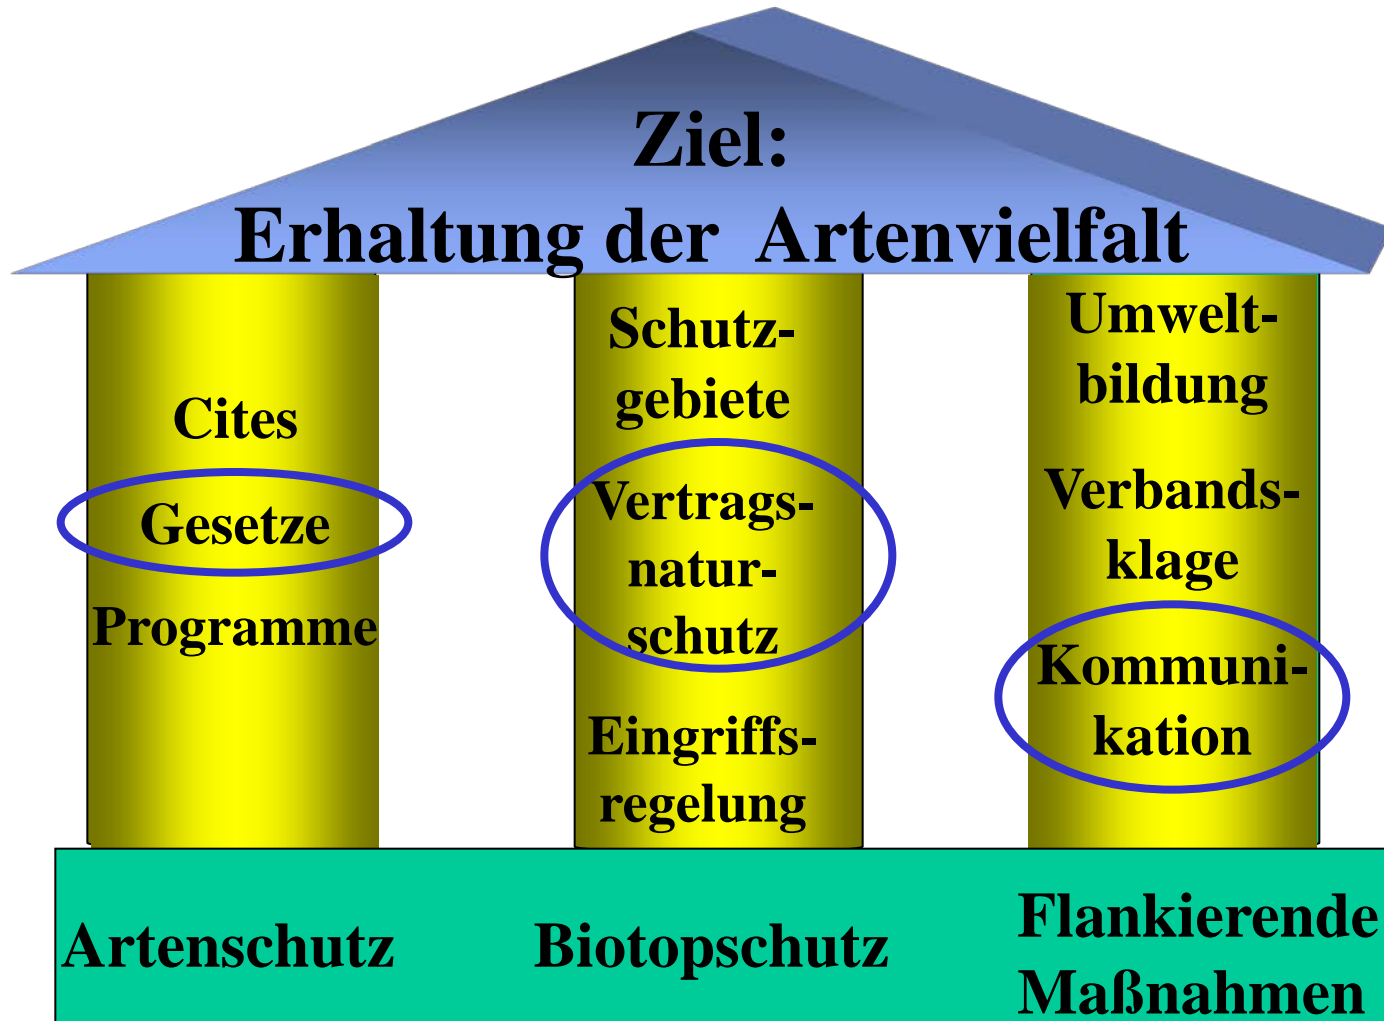 Ziel:
Erhaltung der Artenvielfalt
Cites
Gesetze
Programme
Schutz-
gebiete
Vertrags-
natur-
schutz
Eingriffs-
regelung
Umwelt-
bildung
Verbands-
klage
Kommuni-
kation
Artenschutz
Biotopschutz
Flankierende
Maßnahmen